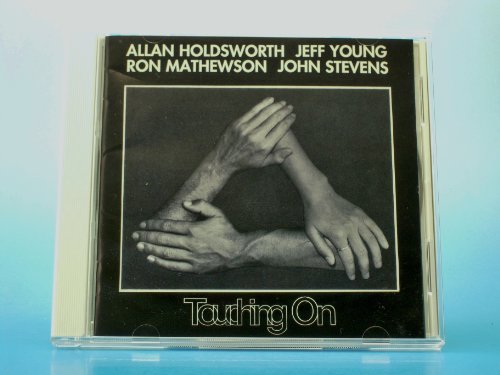 ALLAN HOLDSWORTH JEFF YOUNG
RON MATHEWSON JOHN STEVENS
Touching On